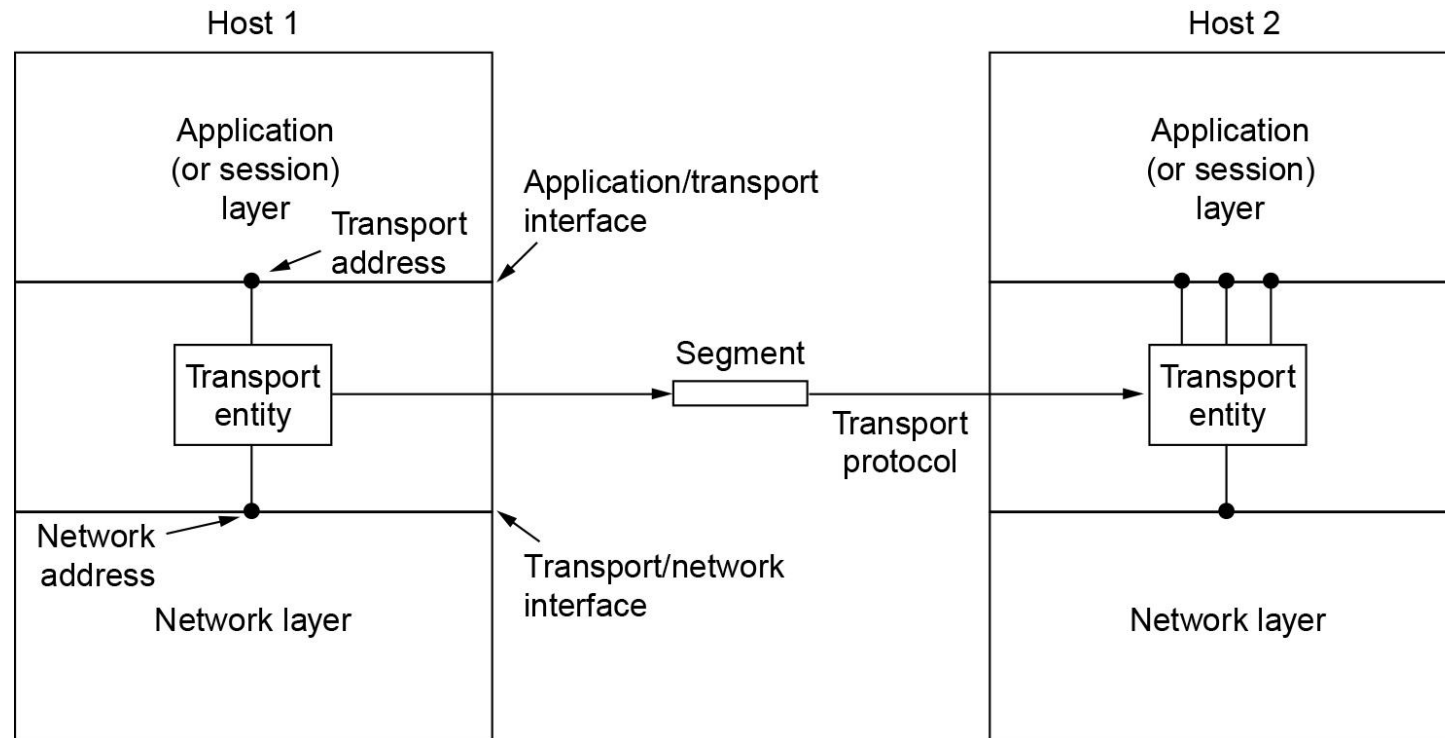 Host 1
Host 2
Application
(or session)
layer
Transport
address
Application/transport
interface
Application
(or session)
layer
Transport
entity
Segment
Transport
protocol
Transport
entity
Network
address
Transport/network
interface
Network layer
Network layer